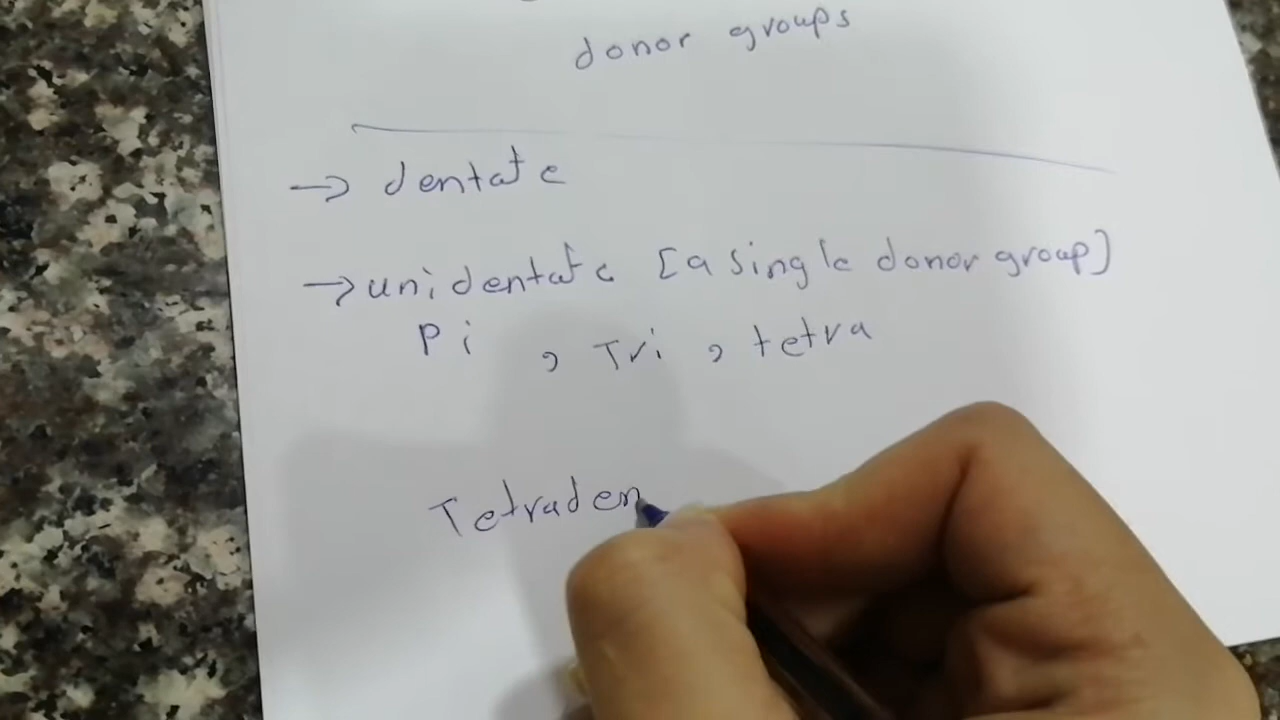 donor groups
→ dentate
→ unidentate [a single donor group]
Pi , Tri , tetra
Tetraden